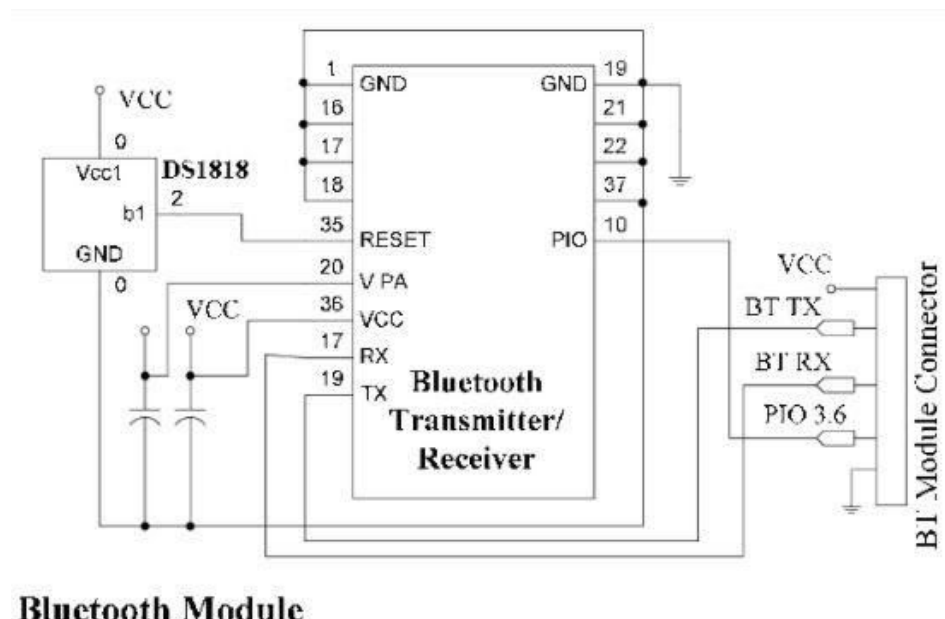 1
GND
GND
19
16
21
17
22
18
37
35
RESET
PIO
10
20
V PA
36
VCC
17
RX
19
TX
Bluetooth
Transmitter/
Receiver
VCC
0
Vcc1
DS1818
b1
2
GND
0
VCC
VCC
BT TX
BT RX
PIO 3.6
BT Module Connector
Bluetooth Module